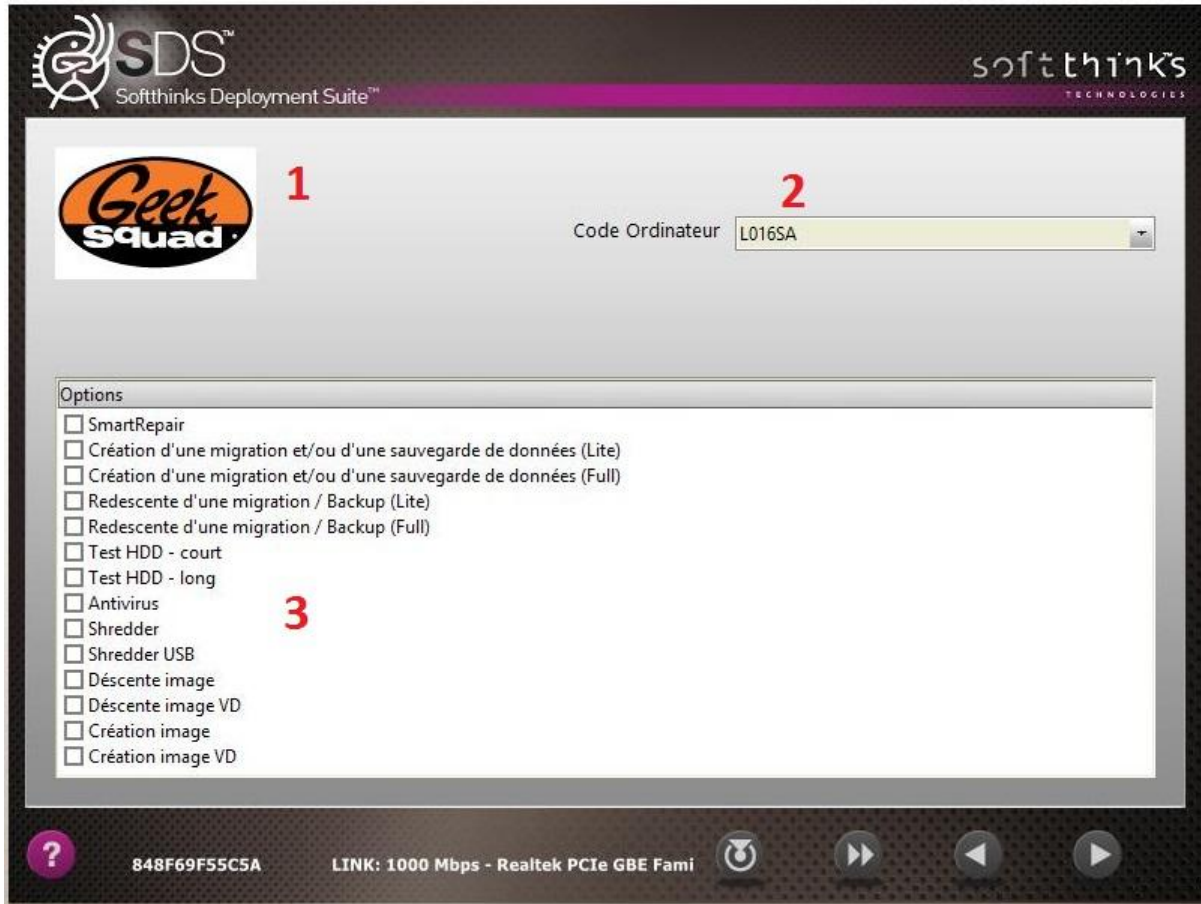 SDS™
Softthinks Deployment Suite™
softthinks™
TECHNOLOGIES
Geek
Squad
1
2
Code Ordinateur L016SA
Options
SmartRepair
Création d'une migration et/ou d'une sauvegarde de données (Lite)
Création d'une migration et/ou d'une sauvegarde de données (Full)
Redescente d'une migration / Backup (Lite)
Redescente d'une migration / Backup (Full)
Test HDD - court
Test HDD - long
Antivirus
3
Shredder
Shredder USB
Déscente image
Déscente image VD
Création image
Création image VD
?
848F69F55C5A LINK: 1000 Mbps - Realtek PCIe GBE Fami